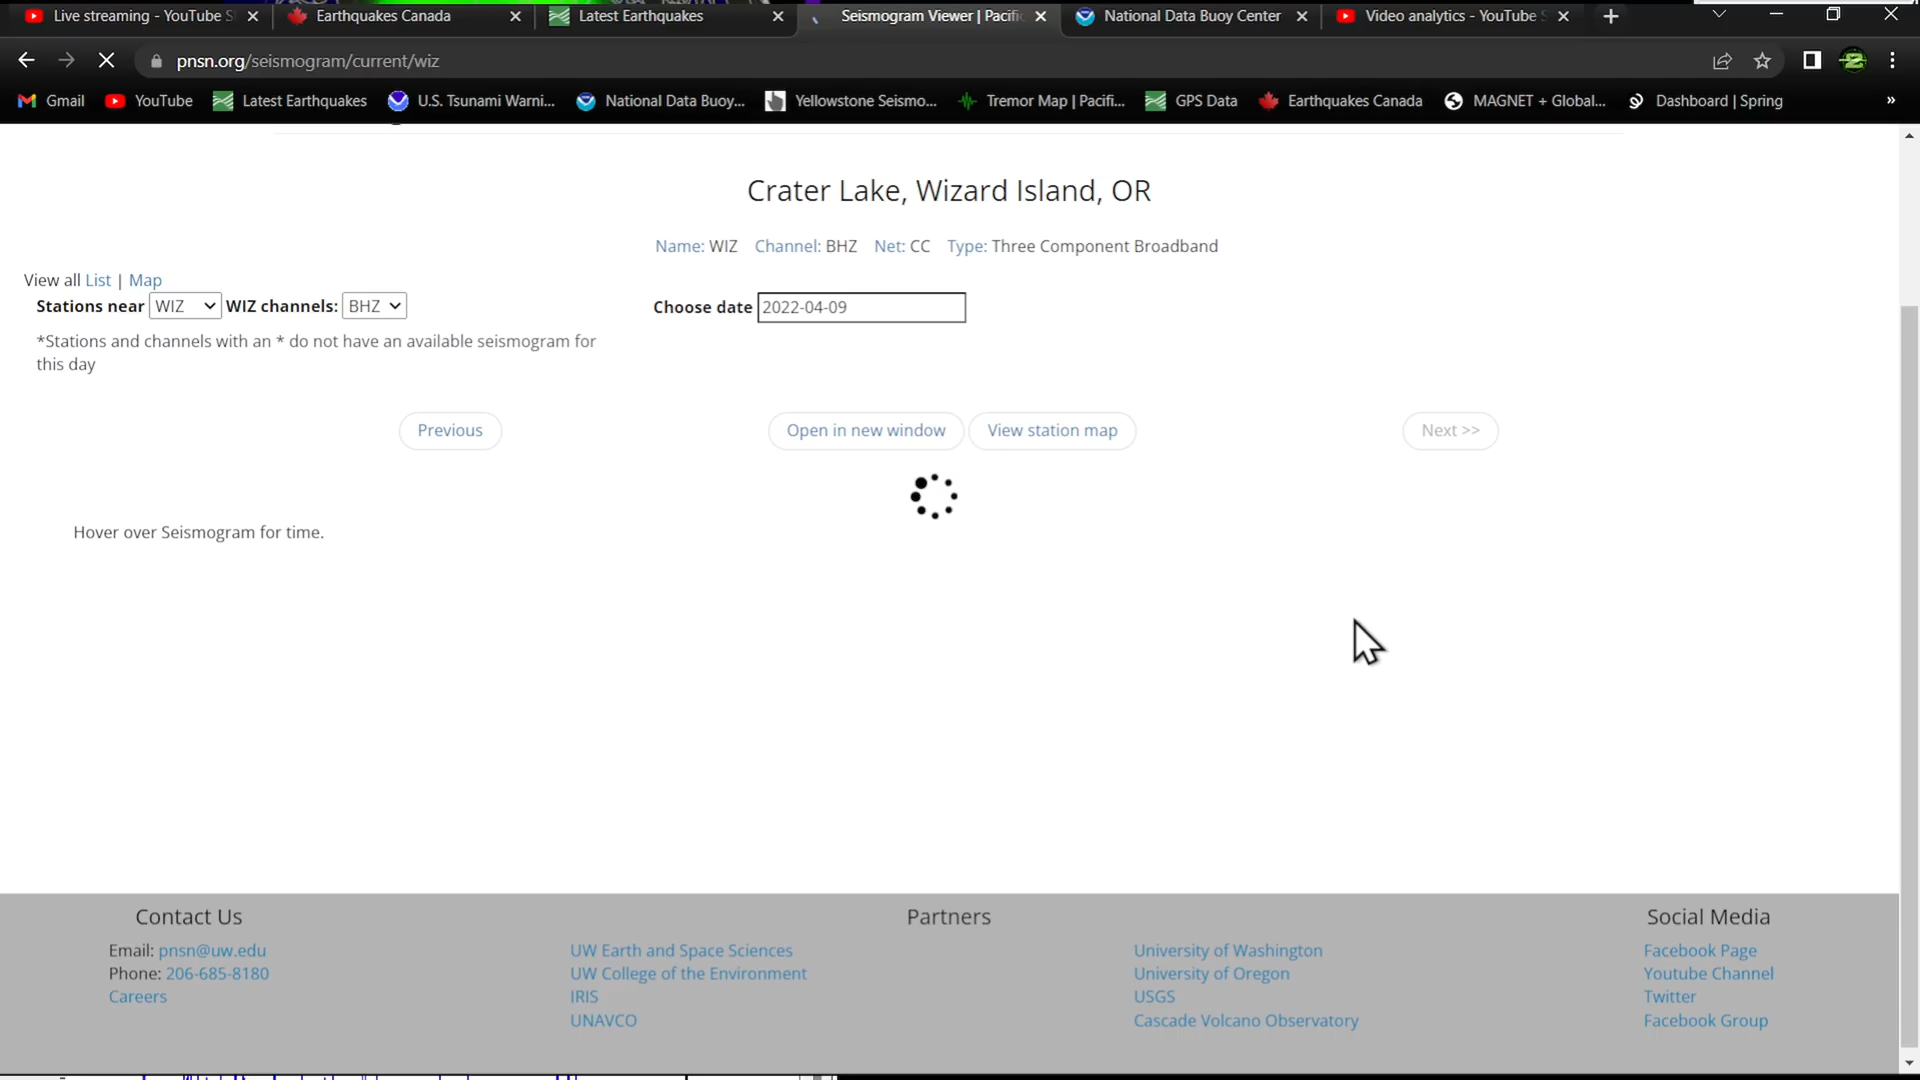 Live streaming - YouTube S
Earthquakes Canada
Latest Earthquakes
Seismogram Viewer | Pacific
National Data Buoy Center
Video analytics - YouTube S
pnsn.org/seismogram/current/wiz
Gmail
YouTube
Latest Earthquakes
U.S. Tsunami Warni...
National Data Buoy...
Yellowstone Seismo...
Tremor Map | Pacifi...
GPS Data
Earthquakes Canada
MAGNET + Global...
Dashboard | Spring
»
Crater Lake, Wizard Island, OR
Name: WIZ Channel: BHZ Net: CC Type: Three Component Broadband
View all List | Map
Stations near WIZ WIZ channels: BHZ
Choose date 2022-04-09
*Stations and channels with an * do not have an available seismogram for
this day
Previous
Open in new window
View station map
Next >>
Hover over Seismogram for time.
Contact Us
Email: pnsn@uw.edu
Phone: 206-685-8180
Careers
Partners
UW Earth and Space Sciences
UW College of the Environment
IRIS
UNAVCO
University of Washington
University of Oregon
USGS
Cascade Volcano Observatory
Social Media
Facebook Page
Youtube Channel
Twitter
Facebook Group